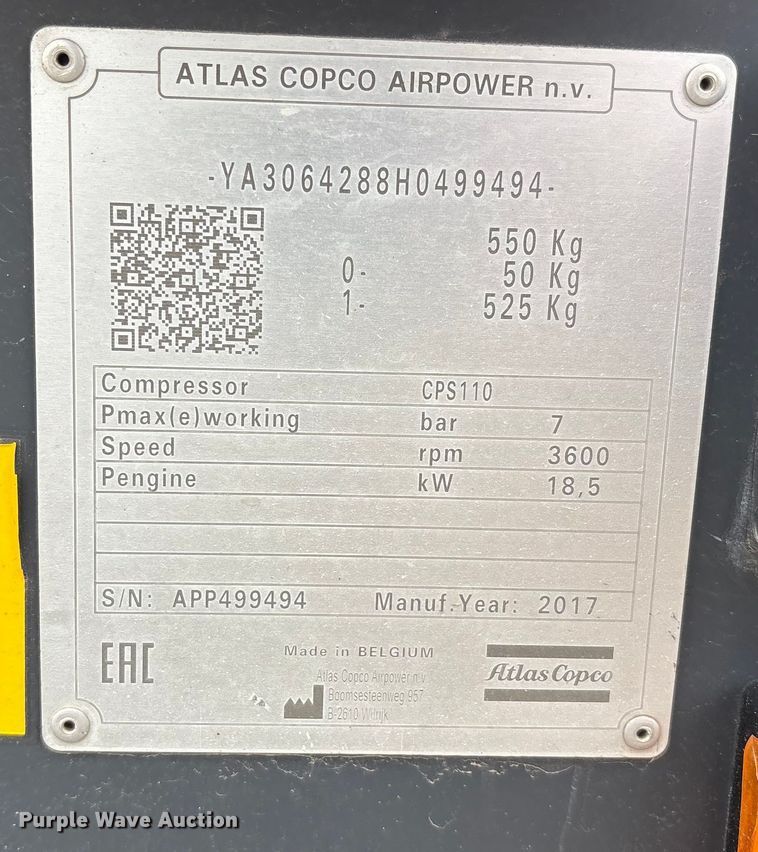 ATLAS COPCO AIRPOWER n.v.
-YA3064288H0499494-
550 Kg
0- 50 Kg
1- 525 Kg
Compressor CPS110
Pmax(e)working bar 7
Speed rpm 3600
Pengine kW 18,5
S/N: APP499494 Manuf.Year: 2017
EAC
Made in BELGIUM
Atlas Copco Airpower n.v.
Boomsesteenweg 957
B-2610 Wilrijk
Atlas Copco
Purple Wave Auction